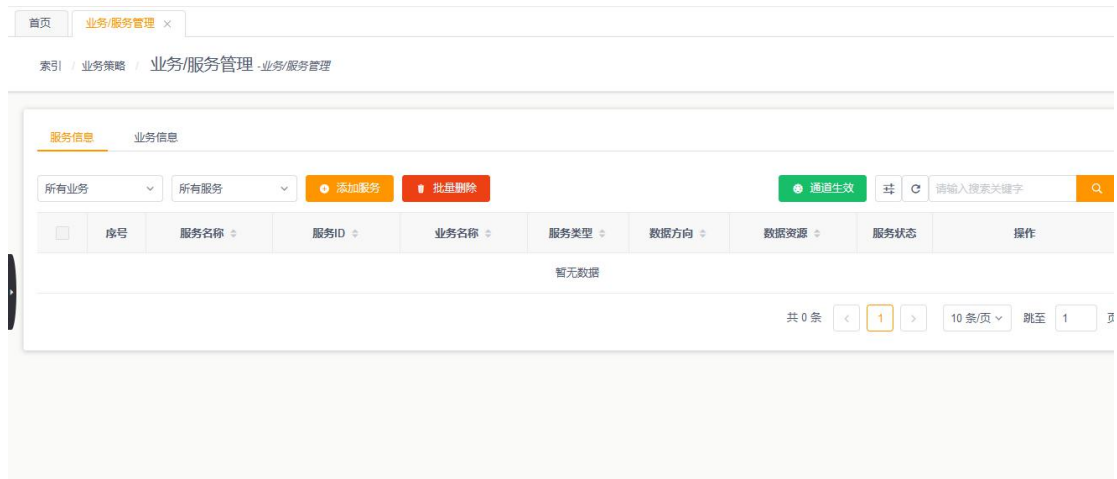 首页 业务/服务管理 ×
索引 / 业务策略 / 业务/服务管理 -业务/服务管理
服务信息 业务信息
所有业务 所有服务 添加服务 批量删除 通道生效 请输入搜索关键字
序号 服务名称 服务ID 业务名称 服务类型 数据方向 数据资源 服务状态 操作
暂无数据
共 0 条 < 1 > 10 条/页 跳至 1 页